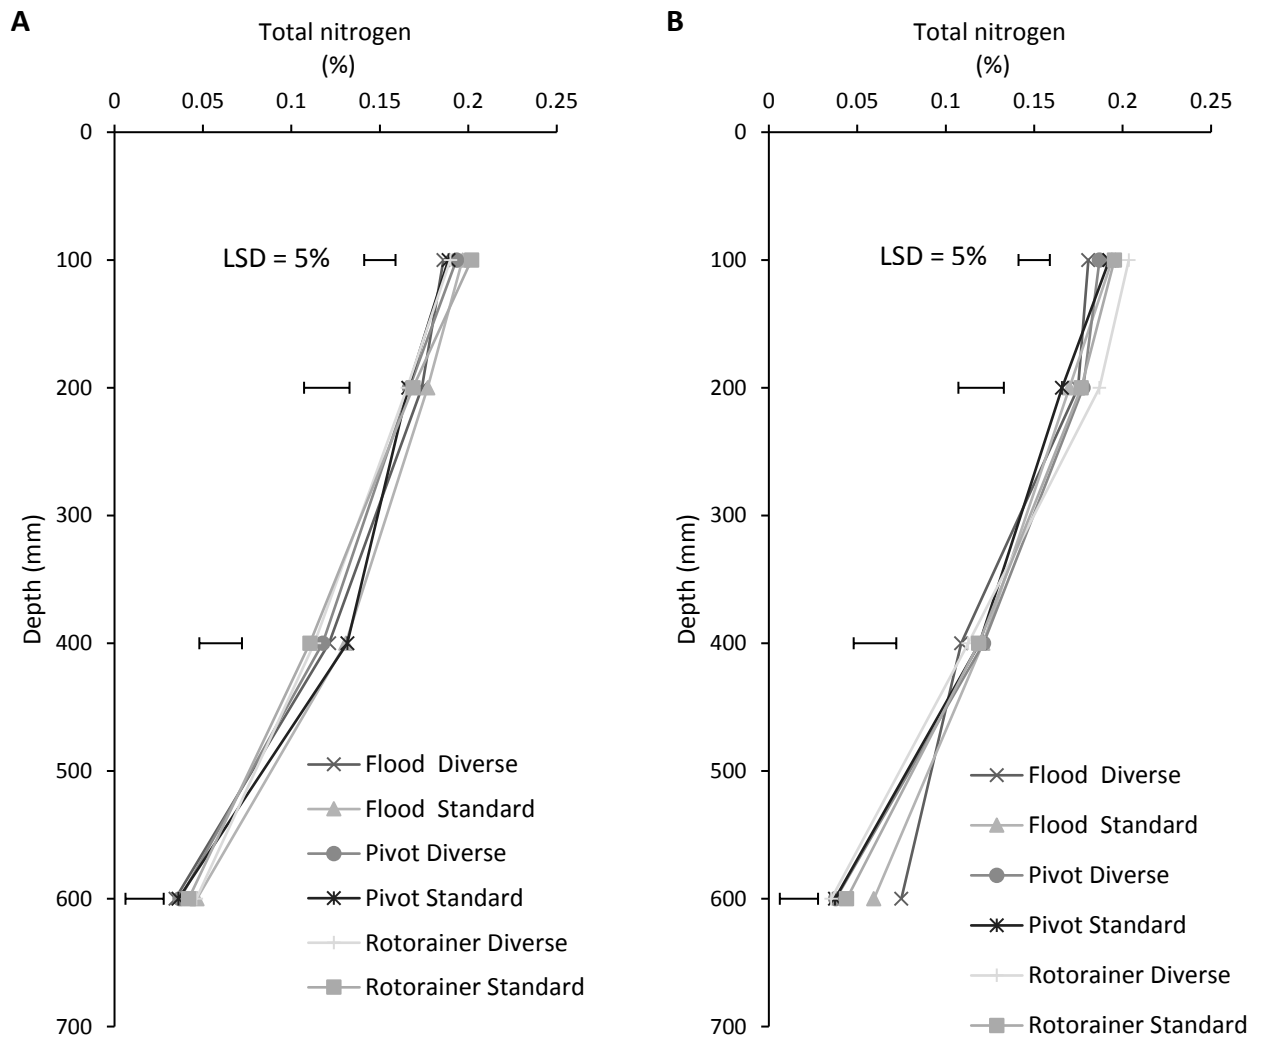 A
Total nitrogen
(%)
0 0.05 0.1 0.15 0.2 0.25
0
100
200
300
400
500
600
700
Depth (mm)
LSD = 5%
Flood Diverse
Flood Standard
Pivot Diverse
Pivot Standard
Rotorainer Diverse
Rotorainer Standard
B
Total nitrogen
(%)
0 0.05 0.1 0.15 0.2 0.25
0
100
200
300
400
500
600
700
Depth (mm)
LSD = 5%
Flood Diverse
Flood Standard
Pivot Diverse
Pivot Standard
Rotorainer Diverse
Rotorainer Standard